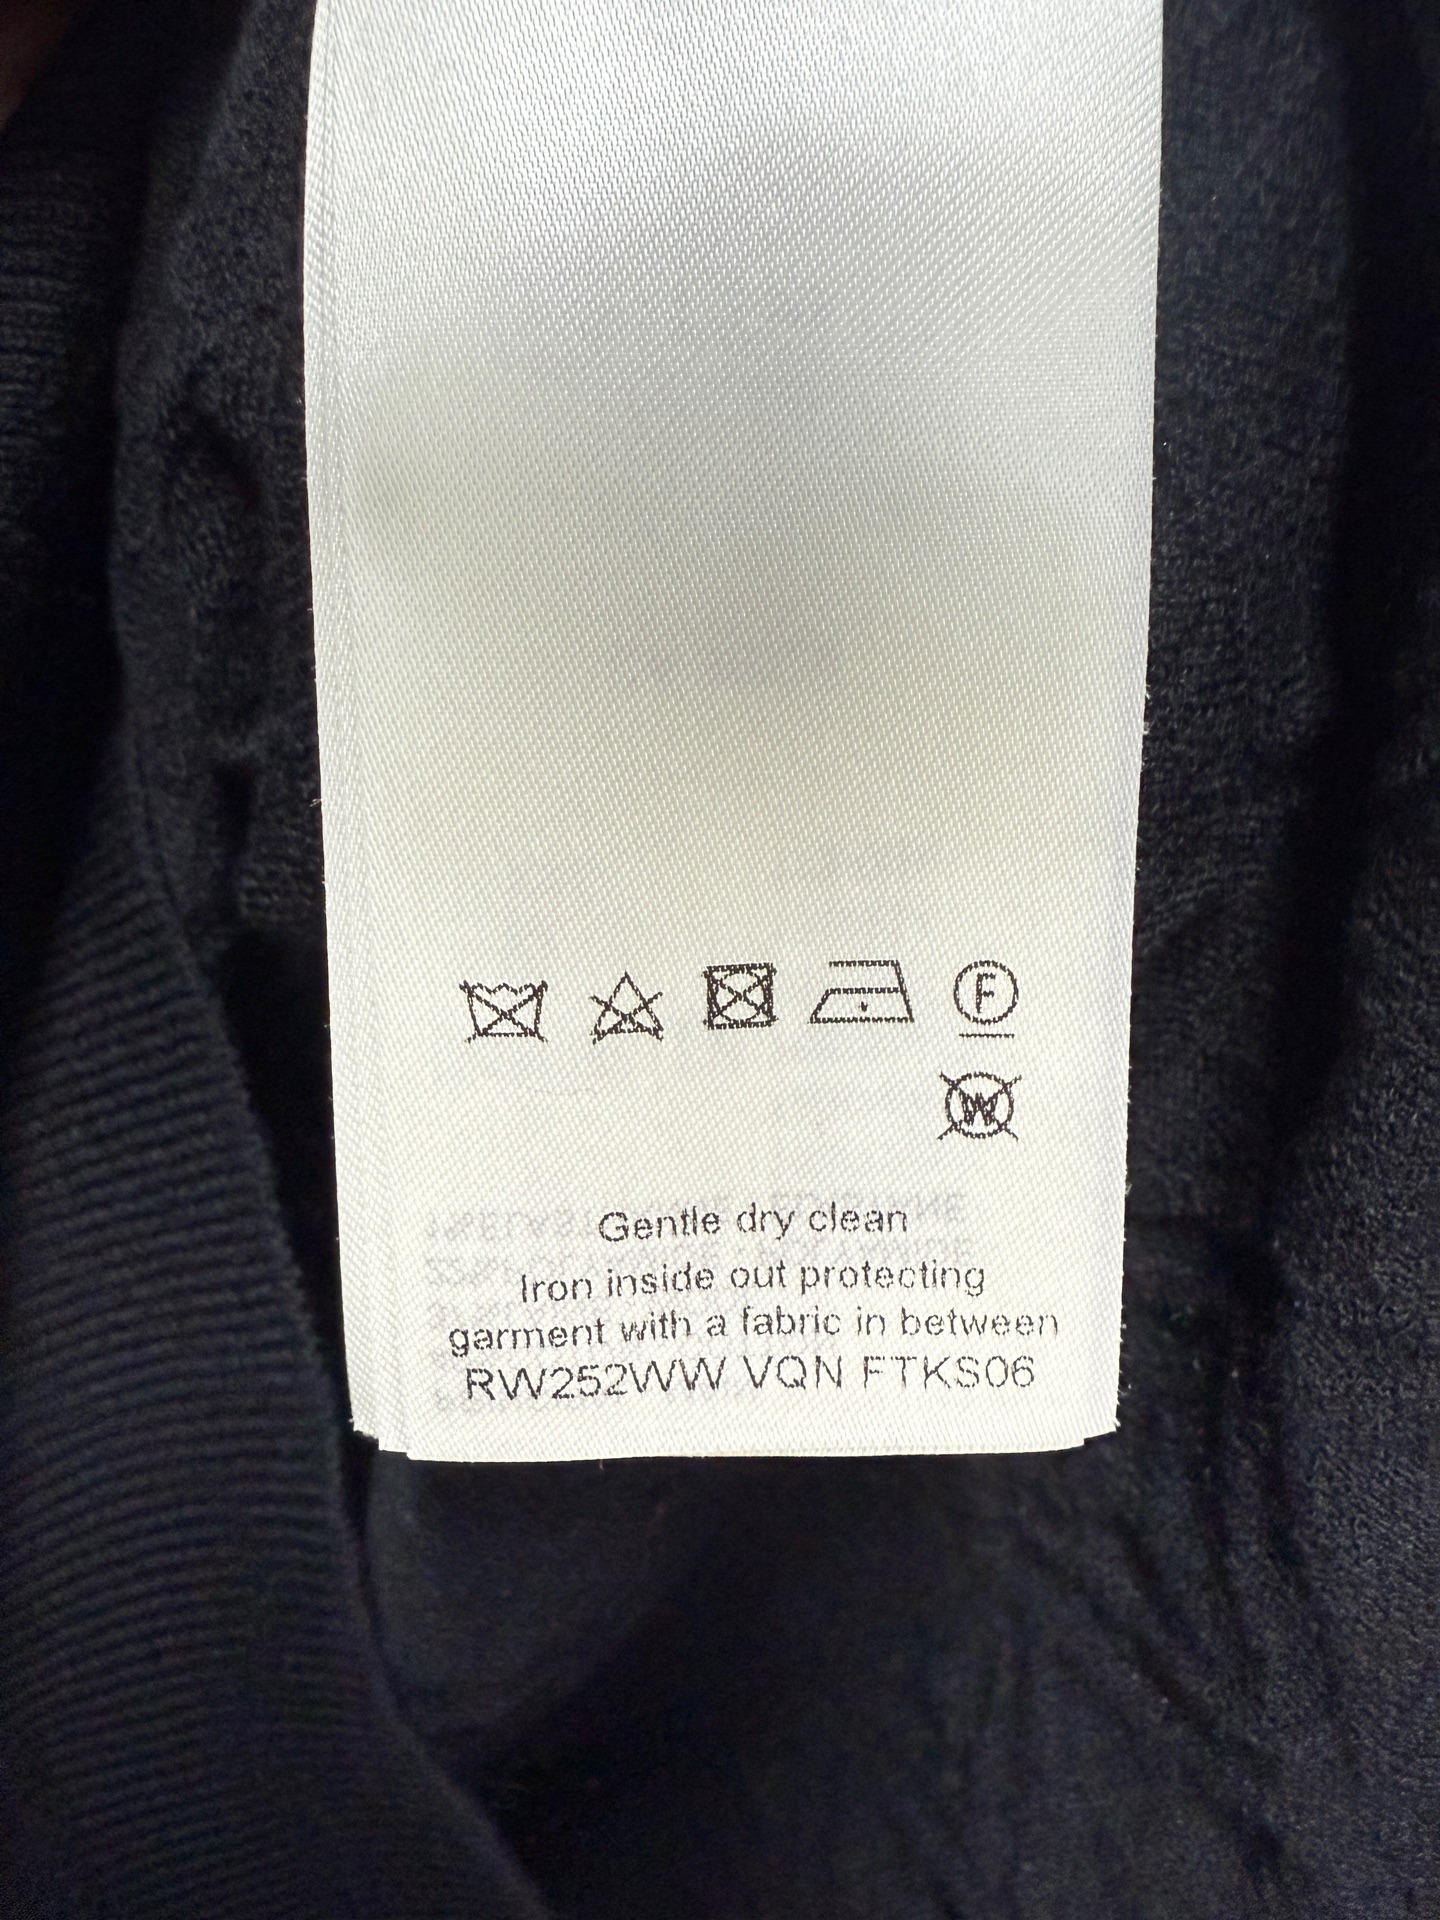 F
W
Gentle dry clean
Iron inside out protecting
garment with a fabric in between
RW252WW VQN FTKS06